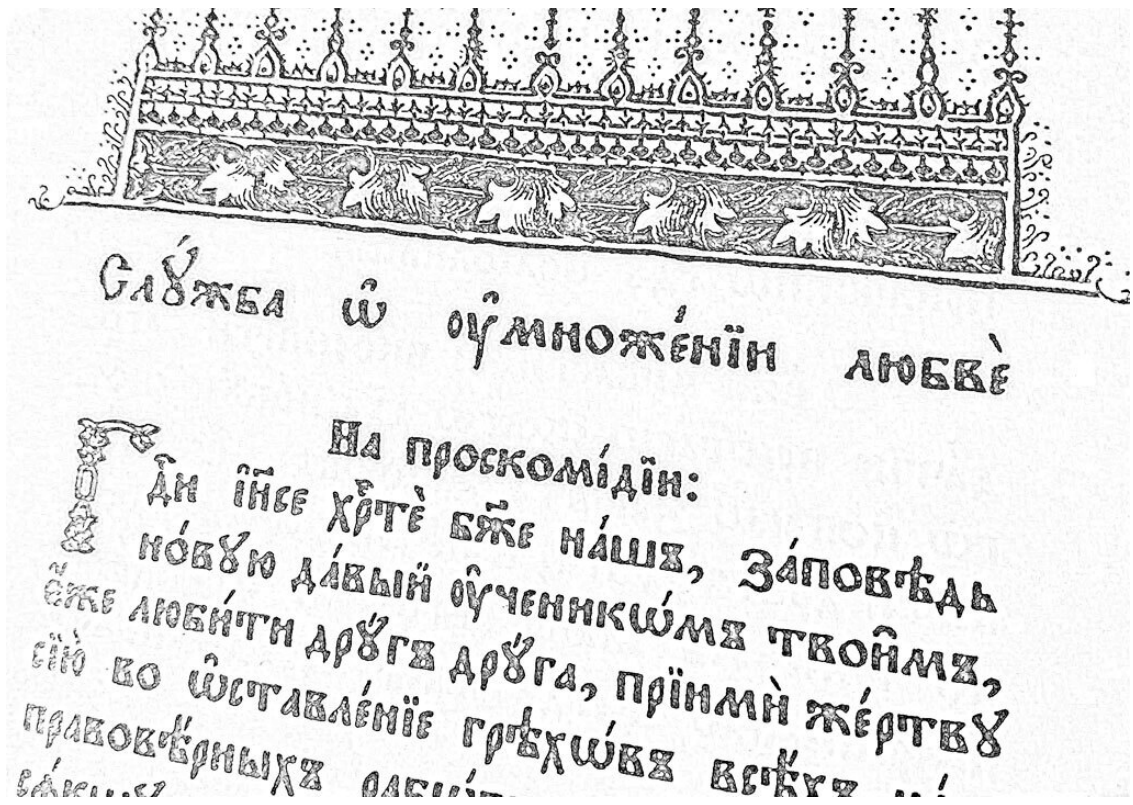 Слꙋ́жба ѡ҆̑ ᲂу҆̑множе́нїи любвѐ
На проскомі́дїи:
Гдⷭ҇и і҆и҃се хрⷭ҇тѐ бж҃е на́шъ, За́повѣдь
но́вꙋю да́вый ᲂу҆ченикѡ́мъ твои̑мъ,
є҆́же люби́ти дрꙋ́гъ дрꙋ́га, прїимѝ же́ртвꙋ
сїю̀ во ѡ҆ставле́нїе грѣхѡ́въ всѣ́хъ
правовѣ́рныхъ